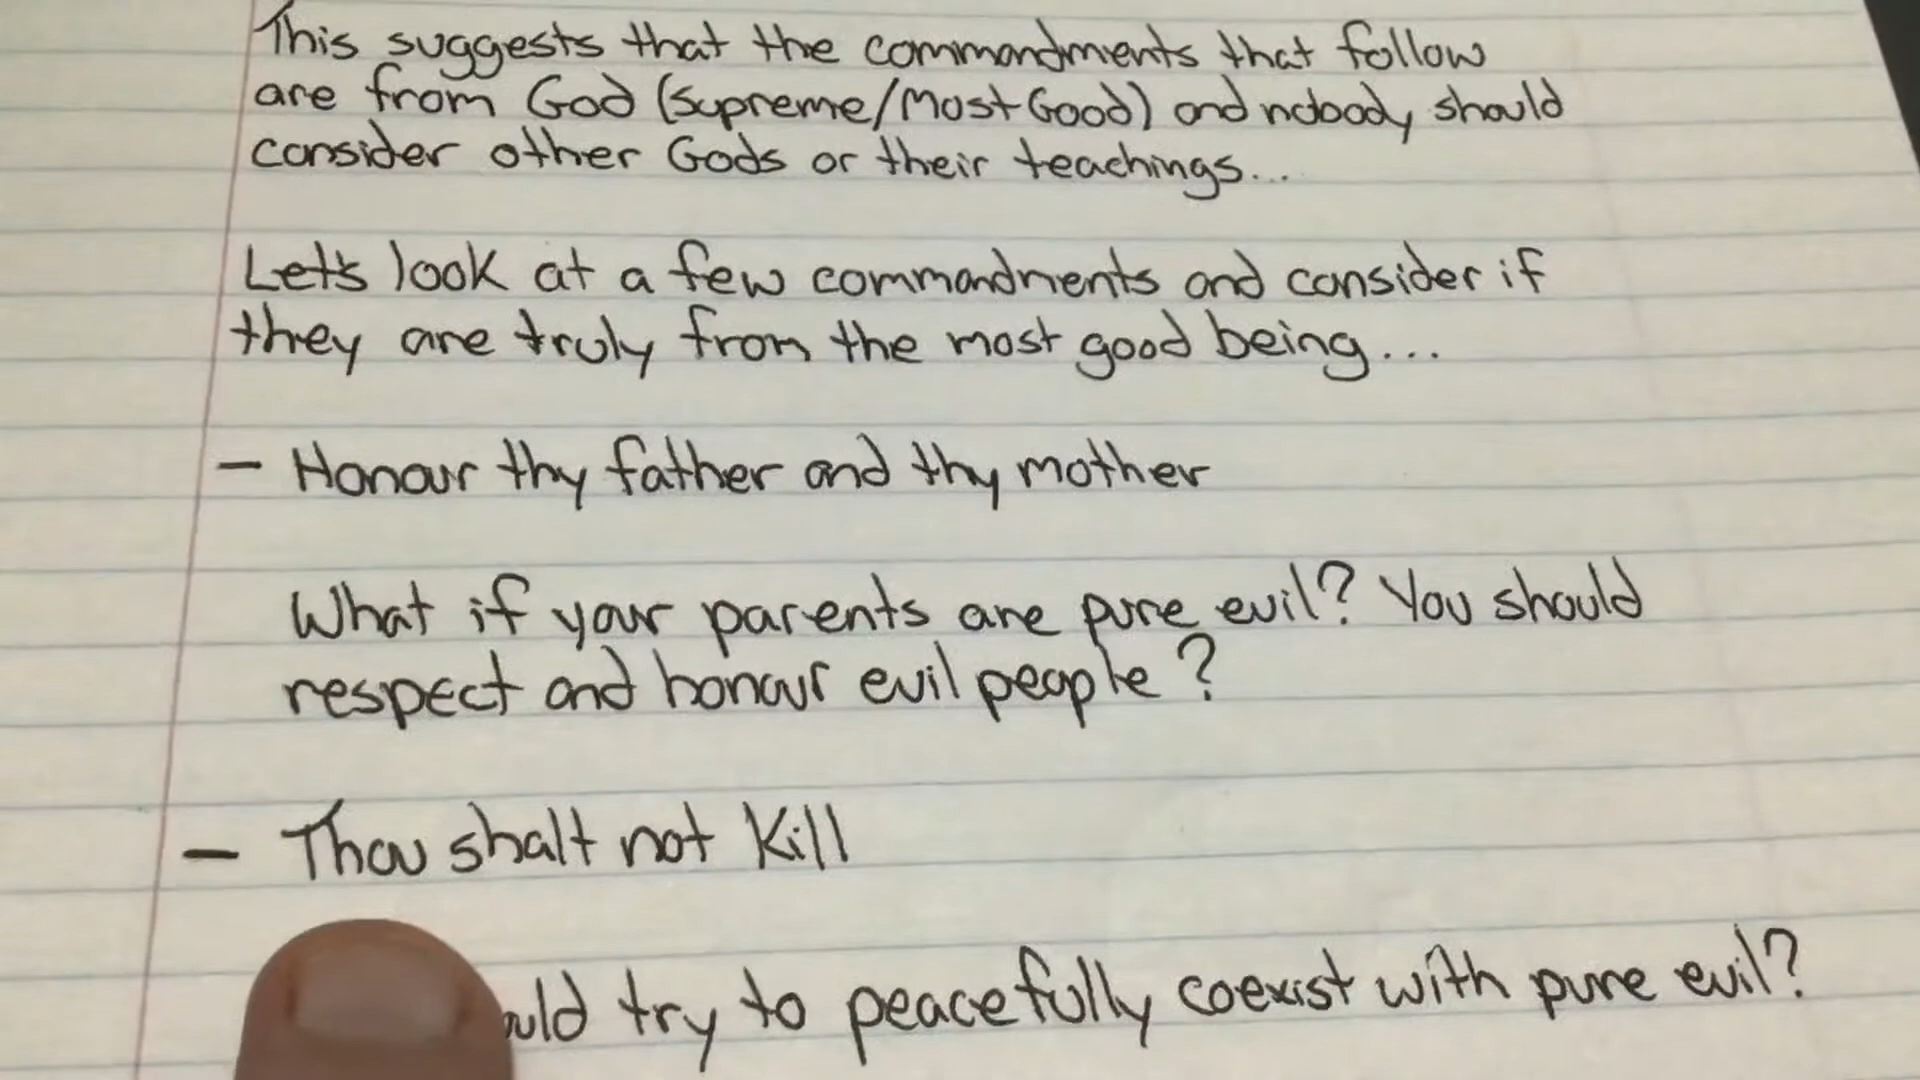 This suggests that the commandments that follow
are from God (Supreme/Most Good) and nobody should
consider other Gods or their teachings...
Let's look at a few commandments and consider if
they are truly from the most good being...
- Honour thy father and thy mother
What if your parents are pure evil? You should
respect and honour evil people?
- Thou shalt not kill
try to peacefully coexist with pure evil?